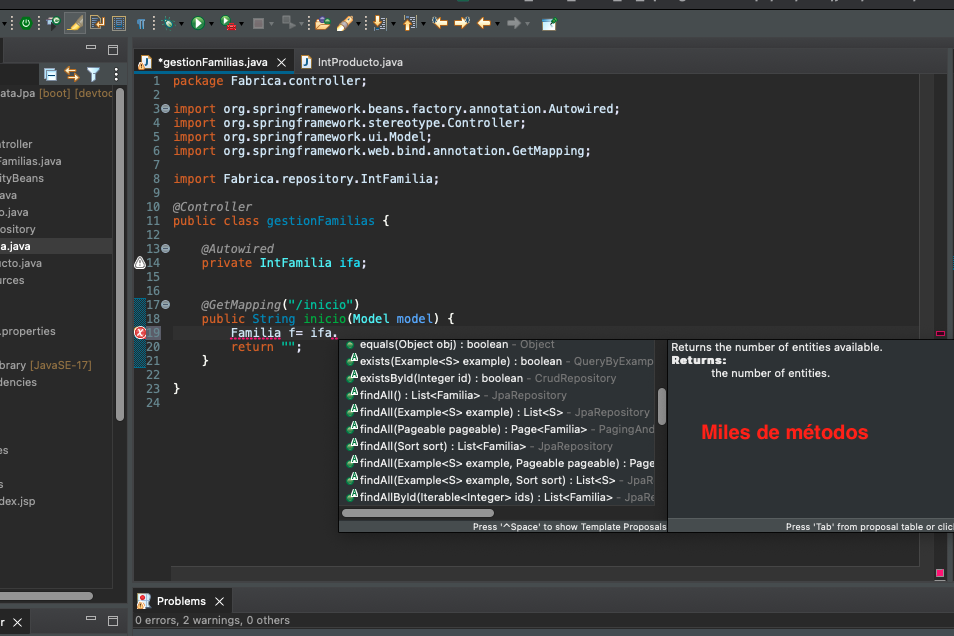 *gestionFamilias.java
IntProducto.java
ataJpa [boot] [devtoo
ntroller
Familias.java
ityBeans
ava
o.java
ository
a.java
ucto.java
urces
.properties
ibrary [JavaSE-17]
dencies
es
s
dex.jsp
r
1 package Fabrica.controller;
2
3 import org.springframework.beans.factory.annotation.Autowired;
4 import org.springframework.stereotype.Controller;
5 import org.springframework.ui.Model;
6 import org.springframework.web.bind.annotation.GetMapping;
7
8 import Fabrica.repository.IntFamilia;
9
10 @Controller
11 public class gestionFamilias {
12
13 @Autowired
14 private IntFamilia ifa;
15
16
17 @GetMapping("/inicio")
18 public String inicio(Model model) {
19 Familia f= ifa.
20 return "";
21 }
22
23 }
24
equals(Object obj) : boolean - Object
exists(Example<S> example) : boolean - QueryByExamp
existsById(Integer id) : boolean - CrudRepository
findAll() : List<Familia> - JpaRepository
findAll(Example<S> example) : List<S> - JpaRepository
findAll(Pageable pageable) : Page<Familia> - PagingAnd
findAll(Sort sort) : List<Familia> - JpaRepository
findAll(Example<S> example, Pageable pageable) : Page
findAll(Example<S> example, Sort sort) : List<S> - JpaR
findAllById(Iterable<Integer> ids) : List<Familia> - JpaRe
Press '^Space' to show Template Proposals
Returns the number of entities available.
Returns:
the number of entities.
Miles de métodos
Press 'Tab' from proposal table or clic
Problems
0 errors, 2 warnings, 0 others